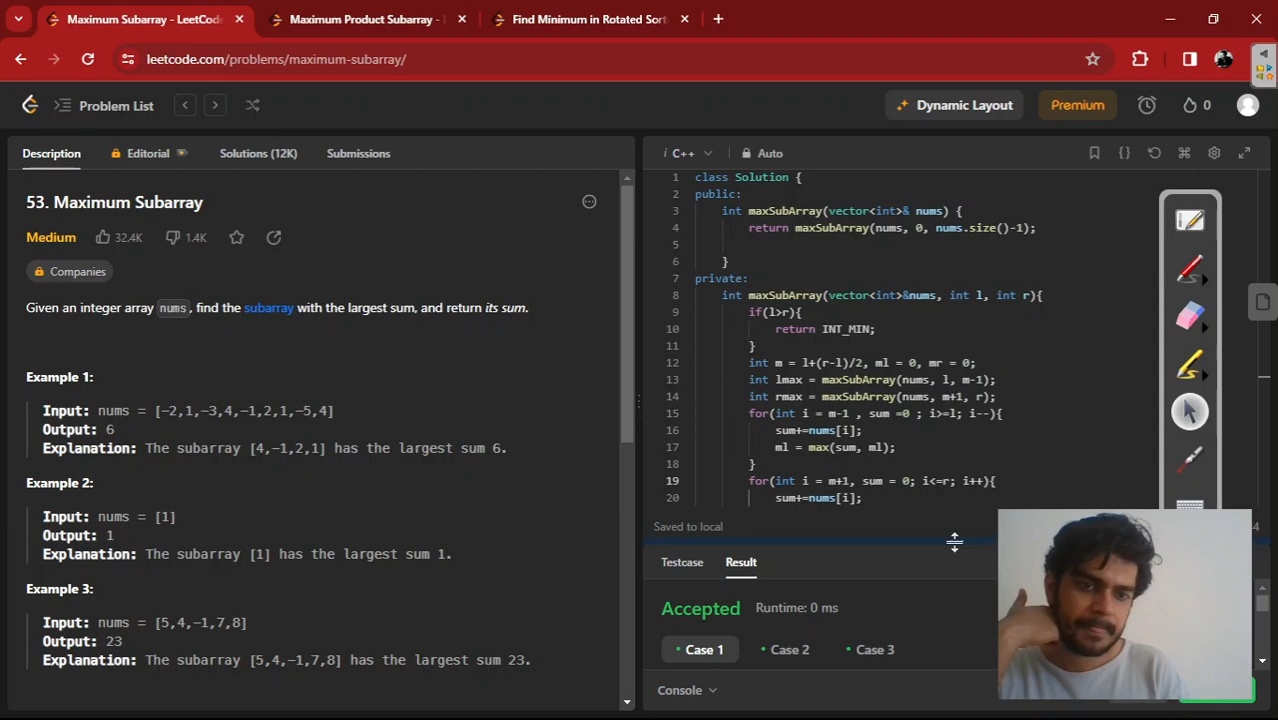 Maximum Subarray - LeetCode
Maximum Product Subarray -
Find Minimum in Rotated Sort
leetcode.com/problems/maximum-subarray/
Problem List
Dynamic Layout
Premium
0
Description
Editorial
Solutions (12K)
Submissions
53. Maximum Subarray
Medium
32.4K
1.4K
Companies
Given an integer array nums, find the subarray with the largest sum, and return its sum.
Example 1:
Input: nums = [-2,1,-3,4,-1,2,1,-5,4]
Output: 6
Explanation: The subarray [4,-1,2,1] has the largest sum 6.
Example 2:
Input: nums = [1]
Output: 1
Explanation: The subarray [1] has the largest sum 1.
Example 3:
Input: nums = [5,4,-1,7,8]
Output: 23
Explanation: The subarray [5,4,-1,7,8] has the largest sum 23.
i C++
Auto
1 class Solution {
2 public:
3 int maxSubArray(vector<int>& nums) {
4 return maxSubArray(nums, 0, nums.size()-1);
5
6 }
7 private:
8 int maxSubArray(vector<int>&nums, int l, int r){
9 if(l>r){
10 return INT_MIN;
11 }
12 int m = l+(r-l)/2, ml = 0, mr = 0;
13 int lmax = maxSubArray(nums, l, m-1);
14 int rmax = maxSubArray(nums, m+1, r);
15 for(int i = m-1 , sum =0 ; i>=l; i--){
16 sum+=nums[i];
17 ml = max(sum, ml);
18 }
19 for(int i = m+1, sum = 0; i<=r; i++){
20 sum+=nums[i];
Saved to local
4
Testcase
Result
Accepted
Runtime: 0 ms
Case 1
Case 2
Case 3
Console